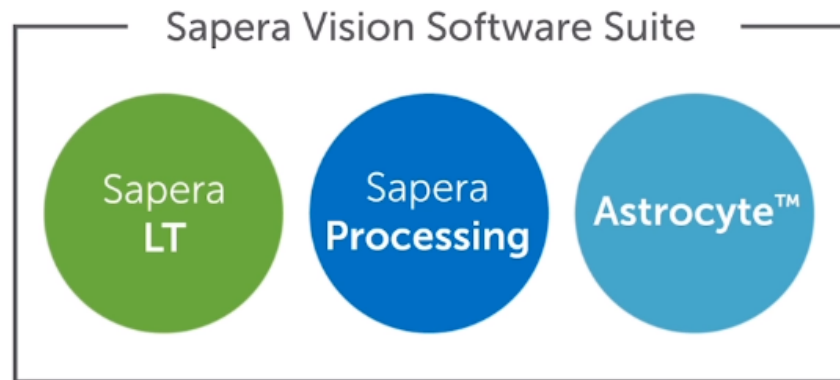 Sapera Vision Software Suite
Sapera
LT
Sapera
Processing
Astrocyte™